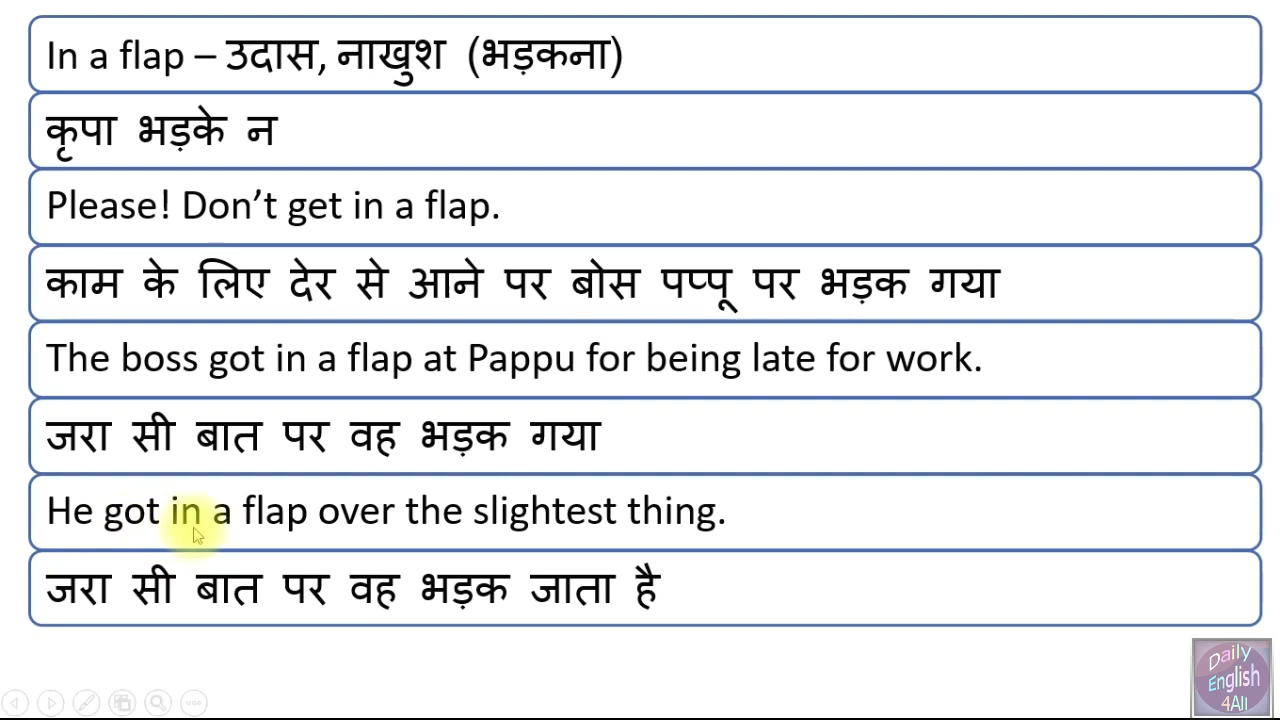 In a flap – उदास, नाखुश (भड़कना)
कृपा भड़के न
Please! Don’t get in a flap.
काम के लिए देर से आने पर बोस पप्पू पर भड़क गया
The boss got in a flap at Pappu for being late for work.
जरा सी बात पर वह भड़क गया
He got in a flap over the slightest thing.
जरा सी बात पर वह भड़क जाता है
Daily
English
4All